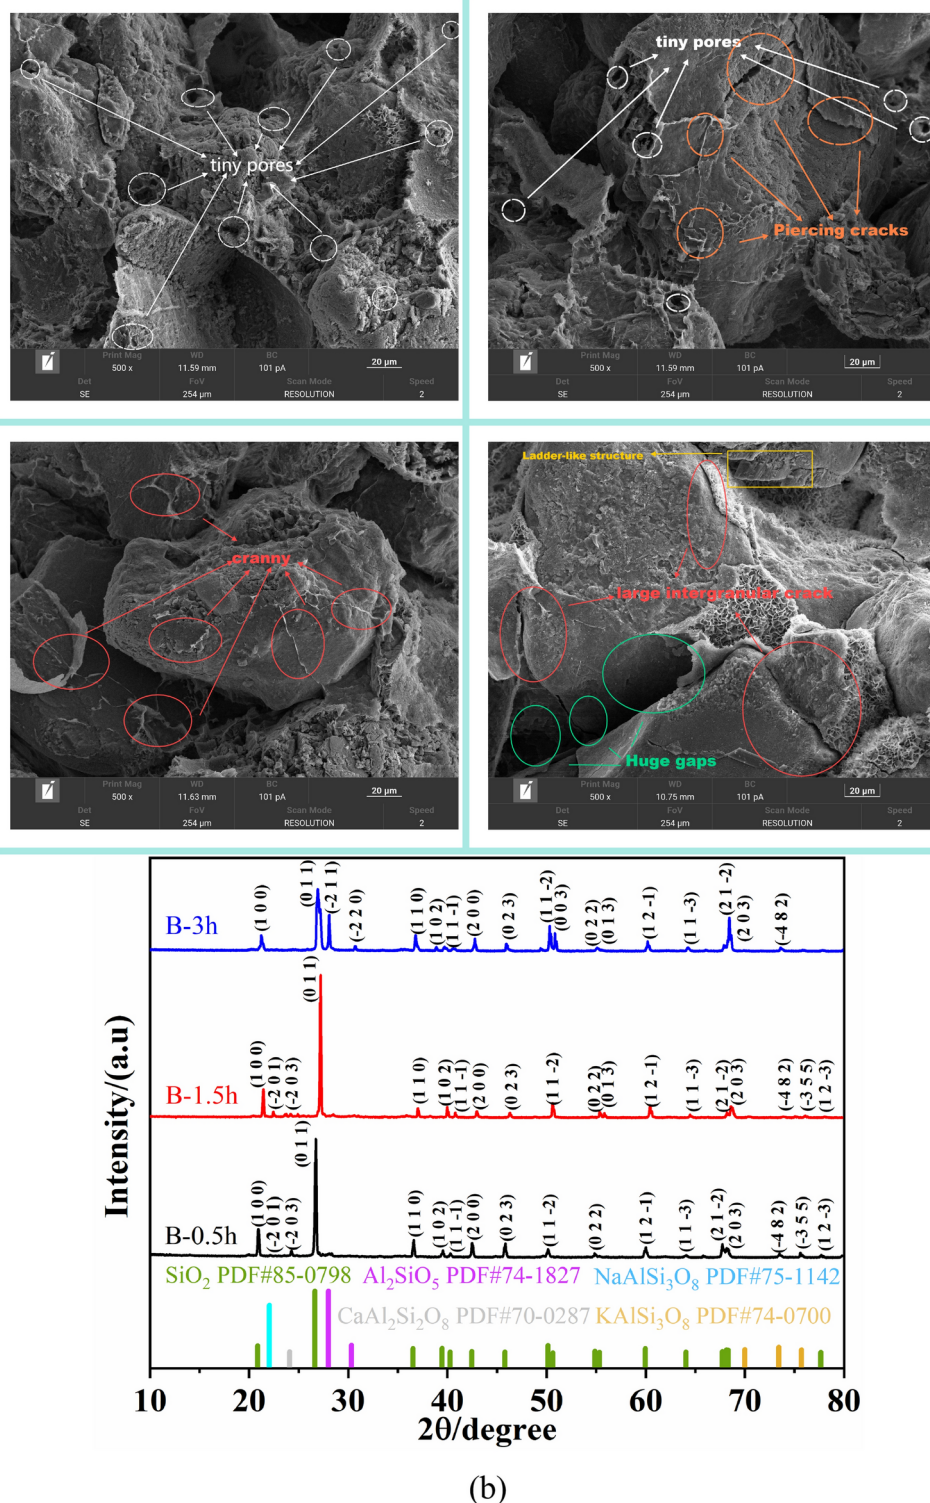 tiny pores
Print Mag WD BC
500 x 11.59 mm 101 pA 20 µm
Det FoV Scan Mode Speed
SE 254 µm RESOLUTION 2
tiny pores
Piercing cracks
Print Mag WD BC
500 x 11.59 mm 101 pA 20 µm
Det FoV Scan Mode Speed
SE 254 µm RESOLUTION 2
cranny
Print Mag WD BC
500 x 11.63 mm 101 pA 20 µm
Det FoV Scan Mode Speed
SE 254 µm RESOLUTION 2
Ladder-like structure
large intergranular crack
Huge gaps
Print Mag WD BC
500 x 10.75 mm 101 pA 20 µm
Det FoV Scan Mode Speed
SE 254 µm RESOLUTION 2
B-3h
(1 0 0) (0 1 1) (-2 1 1) (-2 2 0) (1 1 0) (1 0 2) (1 1 -1) (2 0 0) (0 2 3) (1 1 -2) (0 0 3) (0 2 2) (0 1 3) (1 2 -1) (1 1 -3) (2 1 -2) (2 0 3) (-4 8 2)
B-1.5h
(1 0 0) (-2 0 1) (-2 0 3) (0 1 1) (1 1 0) (1 0 2) (1 1 -1) (2 0 0) (0 2 3) (1 1 -2) (0 2 2) (0 1 3) (1 2 -1) (1 1 -3) (2 1 -2) (2 0 3) (-4 8 2) (-3 5 5) (1 2 -3)
B-0.5h
(1 0 0) (-2 0 1) (-2 0 3) (0 1 1) (1 1 0) (1 0 2) (1 1 -1) (2 0 0) (0 2 3) (1 1 -2) (0 2 2) (1 2 -1) (1 1 -3) (2 1 -2) (2 0 3) (-4 8 2) (-3 5 5) (1 2 -3)
SiO₂ PDF#85-0798 Al₂SiO₅ PDF#74-1827 NaAlSi₃O₈ PDF#75-1142
CaAl₂Si₂O₈ PDF#70-0287 KAlSi₃O₈ PDF#74-0700
Intensity/(a.u)
10 20 30 40 50 60 70 80
2θ/degree
(b)